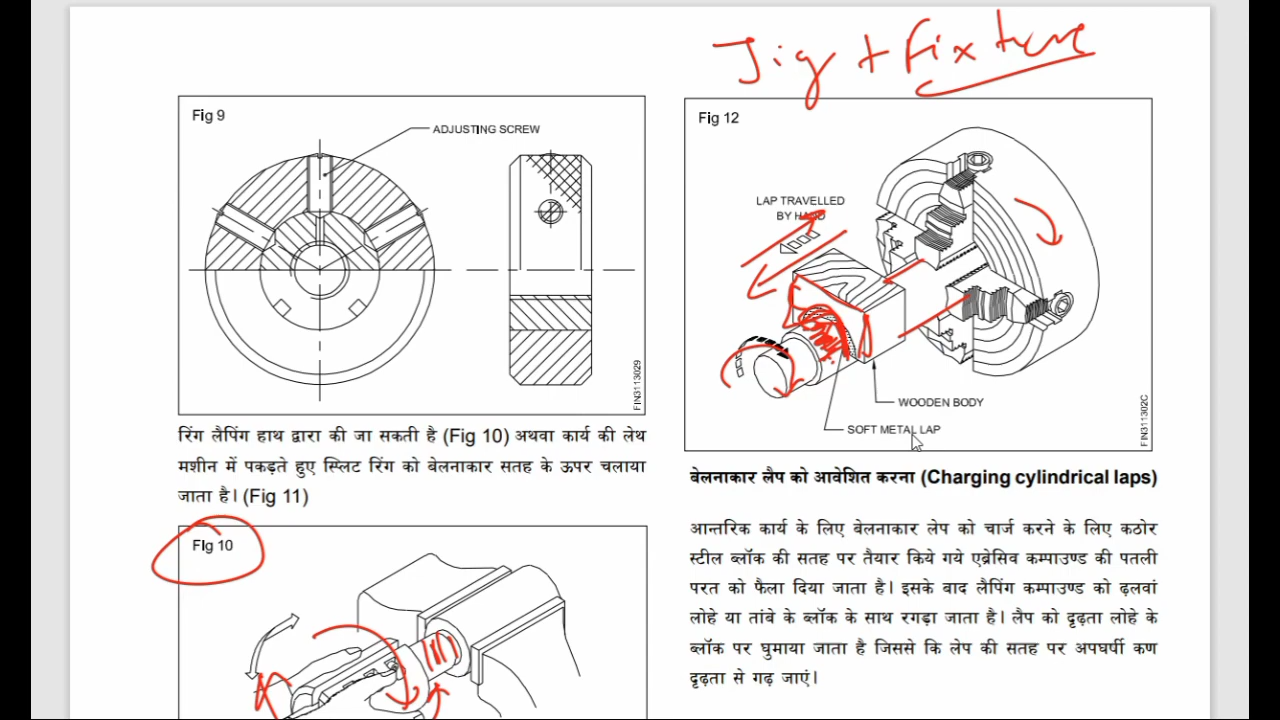 Jig + fixture
Fig 9
ADJUSTING SCREW
FIN3113029
रिंग लैपिंग हाथ द्वारा की जा सकती है (Fig 10) अथवा कार्य की लेथ
मशीन में पकड़ते हुए स्प्लिट रिंग को बेलनाकार सतह के ऊपर चलाया
जाता है। (Fig 11)
Fig 10
Fig 12
LAP TRAVELLED
BY HAND
WOODEN BODY
SOFT METAL LAP
FIN311302C
बेलनाकार लैप को आवेशित करना (Charging cylindrical laps)
आन्तरिक कार्य के लिए बेलनाकार लेप को चार्ज करने के लिए कठोर
स्टील ब्लॉक की सतह पर तैयार किये गये एब्रेसिव कम्पाउण्ड की पतली
परत को फैला दिया जाता है। इसके बाद लैपिंग कम्पाउण्ड को ढ़लवां
लोहे या तांबे के ब्लॉक के साथ रगड़ा जाता है। लैप को दृढ़ता लोहे के
ब्लॉक पर घुमाया जाता है जिससे कि लेप की सतह पर अपघर्षी कण
दृढ़ता से गढ़ जाएं।